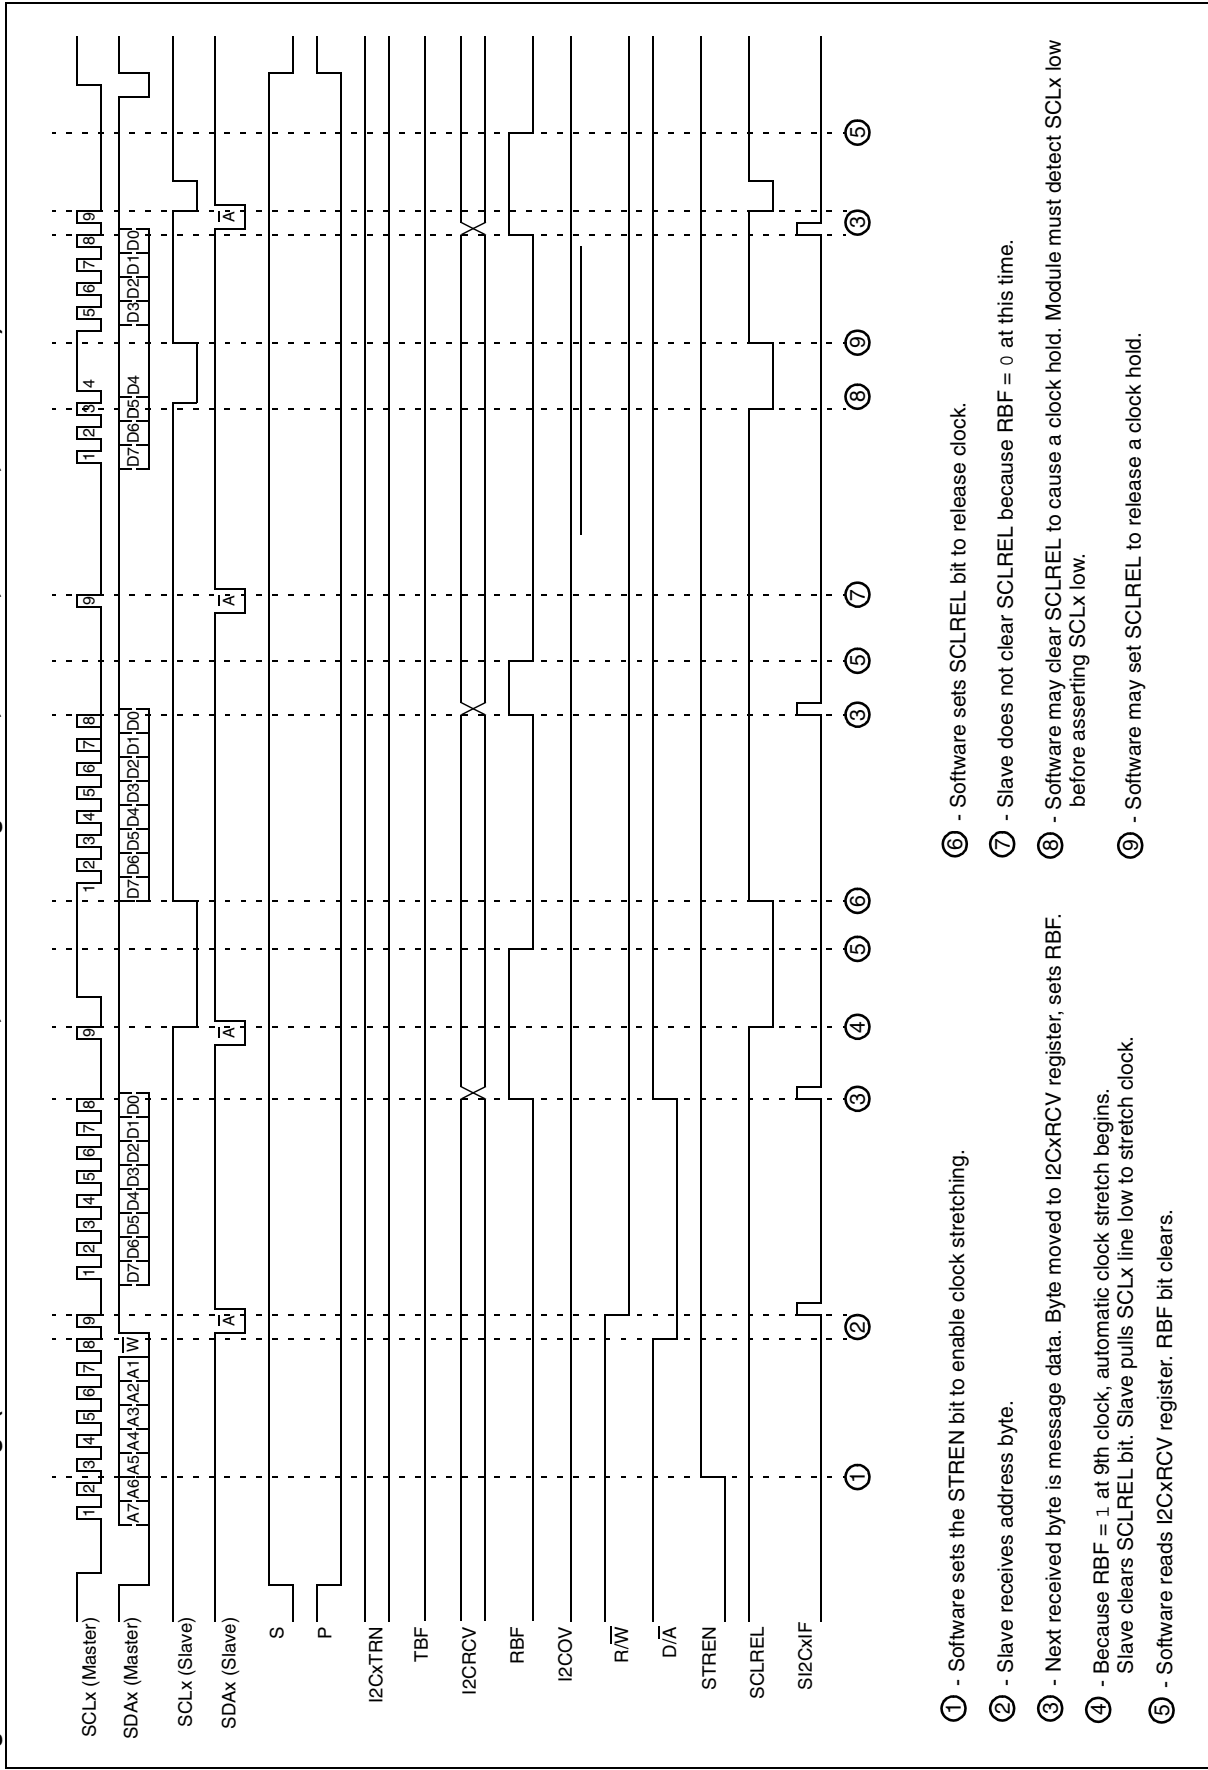 SCLx (Master) 1 2 3 4 5 6 7 8 9 1 2 3 4 5 6 7 8 9 1 2 3 4 5 6 7 8 9 1 2 3 4 5 6 7 8 9
SDAx (Master) A7 A6 A5 A4 A3 A2 A1 W̅ D7 D6 D5 D4 D3 D2 D1 D0 D7 D6 D5 D4 D3 D2 D1 D0 D7 D6 D5 D4 D3 D2 D1 D0
SCLx (Slave)
SDAx (Slave) A̅ A̅ A̅ A̅
S
P
I2CxTRN
TBF
I2CRCV
RBF
I2COV
R/W̅
D/A̅
STREN
SCLREL
SI2CxIF
① ② ③ ④ ⑤ ⑥ ③ ⑤ ⑦ ⑧ ⑨ ③ ⑤
① - Software sets the STREN bit to enable clock stretching.
② - Slave receives address byte.
③ - Next received byte is message data. Byte moved to I2CxRCV register, sets RBF.
④ - Because RBF = 1 at 9th clock, automatic clock stretch begins.
Slave clears SCLREL bit. Slave pulls SCLx line low to stretch clock.
⑤ - Software reads I2CxRCV register. RBF bit clears.
⑥ - Software sets SCLREL bit to release clock.
⑦ - Slave does not clear SCLREL because RBF = 0 at this time.
⑧ - Software may clear SCLREL to cause a clock hold. Module must detect SCLx low
before asserting SCLx low.
⑨ - Software may set SCLREL to release a clock hold.